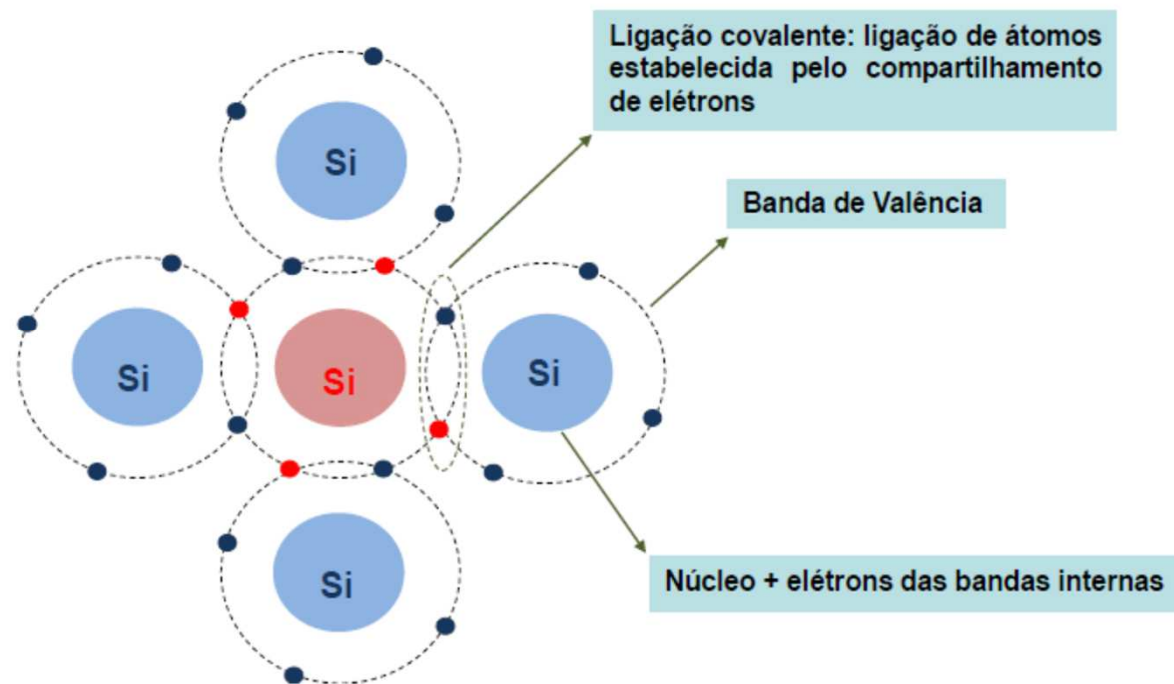 Ligação covalente: ligação de átomos
estabelecida pelo compartilhamento
de elétrons
Si
Banda de Valência
Si
Si
Si
Si
Núcleo + elétrons das bandas internas